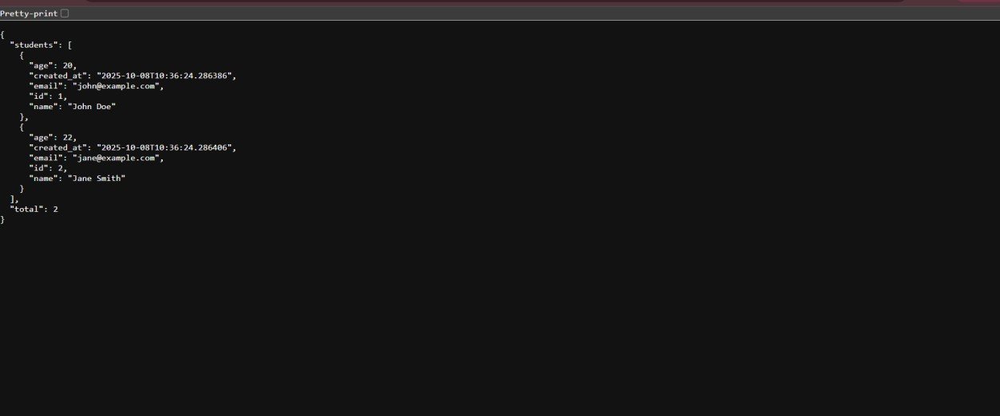 Pretty-print
{
  "students": [
    {
      "age": 20,
      "created_at": "2025-10-08T10:36:24.286386",
      "email": "john@example.com",
      "id": 1,
      "name": "John Doe"
    },
    {
      "age": 22,
      "created_at": "2025-10-08T10:36:24.286406",
      "email": "jane@example.com",
      "id": 2,
      "name": "Jane Smith"
    }
  ],
  "total": 2
}